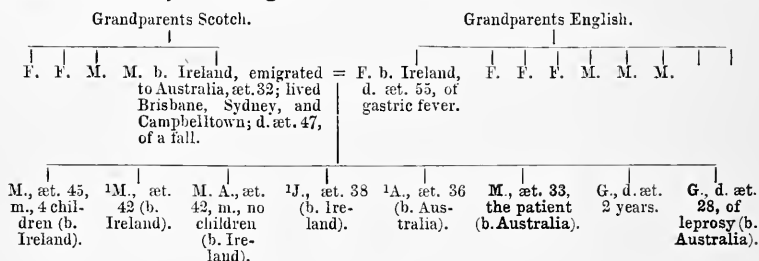 Grandparents Scotch. Grandparents English.
F. F. M. M. b. Ireland, emigrated = F. b. Ireland, F. F. F. M. M. M.
to Australia, æt. 32; lived d. æt. 55, of
Brisbane, Sydney, and gastric fever.
Campbelltown; d. æt. 47,
of a fall.
M., æt. 45, ¹M., æt. M. A., æt. ¹J., æt. 38 ¹A., æt. 36 M., æt. 33, G., d. æt. G., d. æt.
m., 4 chil- 42 (b. 42, m., no (b. Ire- (b. Aus- the patient 2 years. 28, of
dren (b. Ireland). children land). tralia). (b. Australia). leprosy (b.
Ireland). (b. Ire- Australia).
land).